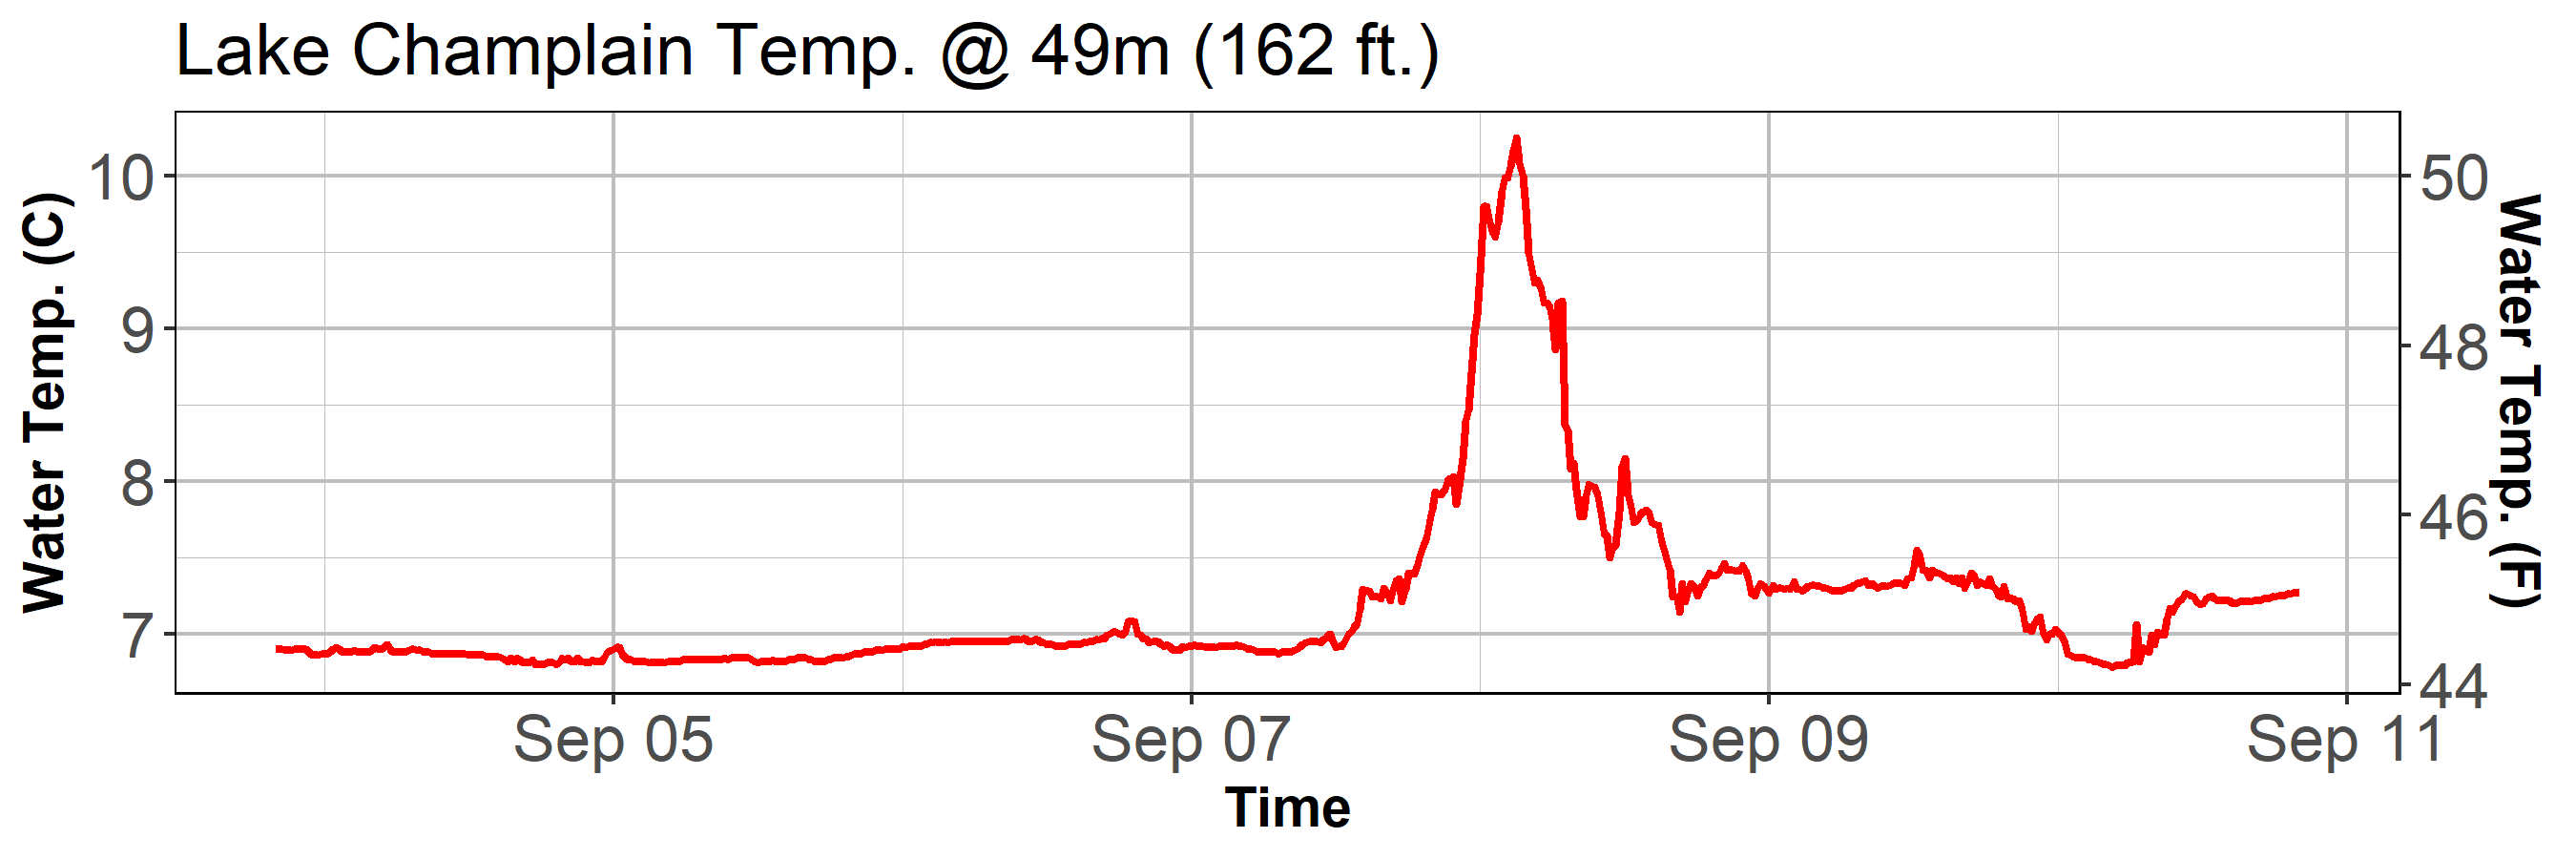 Lake Champlain Temp. @ 49m (162 ft.)
Water Temp. (C)
10
9
8
7
50
48
46
44
Water Temp. (F)
Sep 05 Sep 07 Sep 09 Sep 11
Time